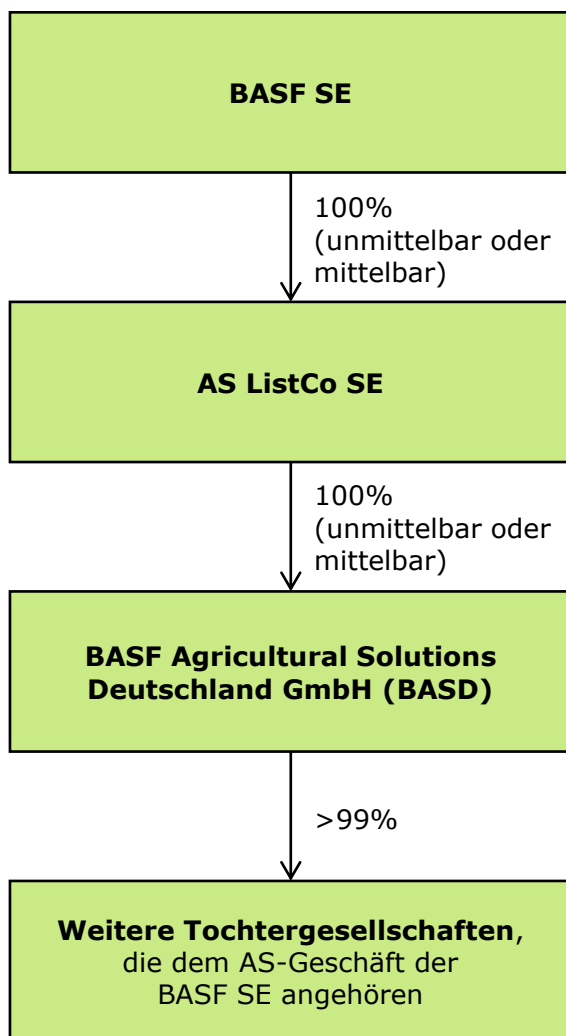 BASF SE
100%
(unmittelbar oder
mittelbar)
AS ListCo SE
100%
(unmittelbar oder
mittelbar)
BASF Agricultural Solutions
Deutschland GmbH (BASD)
>99%
Weitere Tochtergesellschaften,
die dem AS-Geschäft der
BASF SE angehören